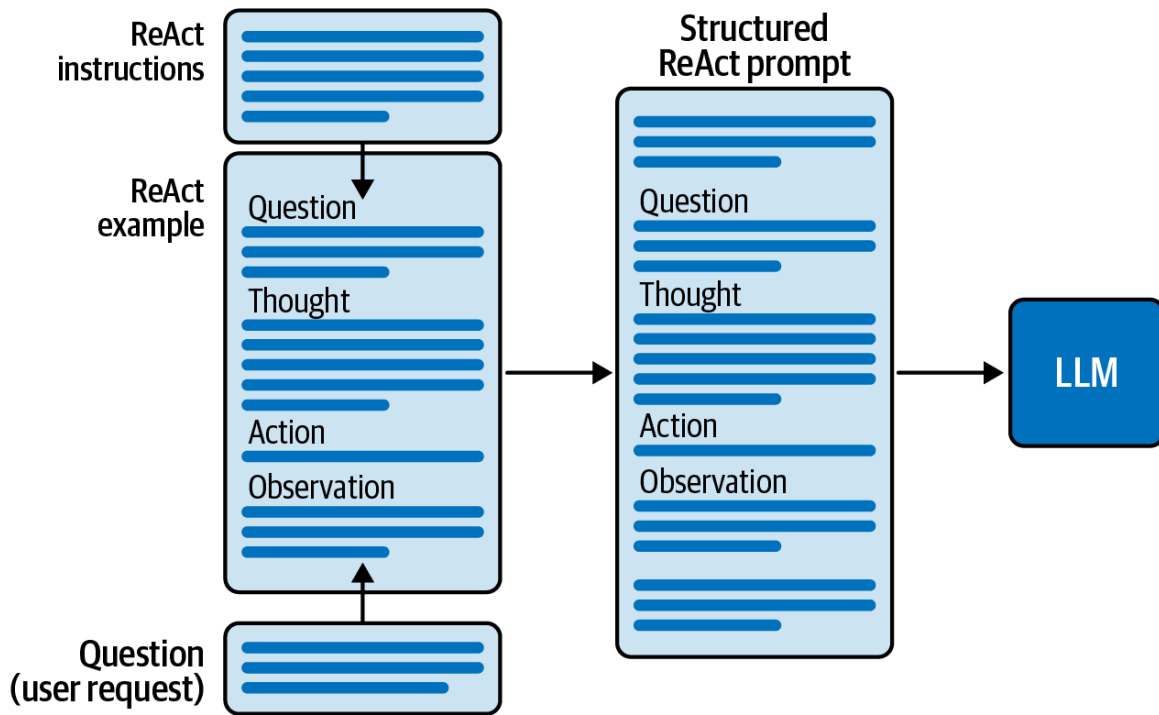 ReAct
instructions
ReAct
example
Question
Thought
Action
Observation
Question
(user request)
Structured
ReAct prompt
Question
Thought
Action
Observation
LLM